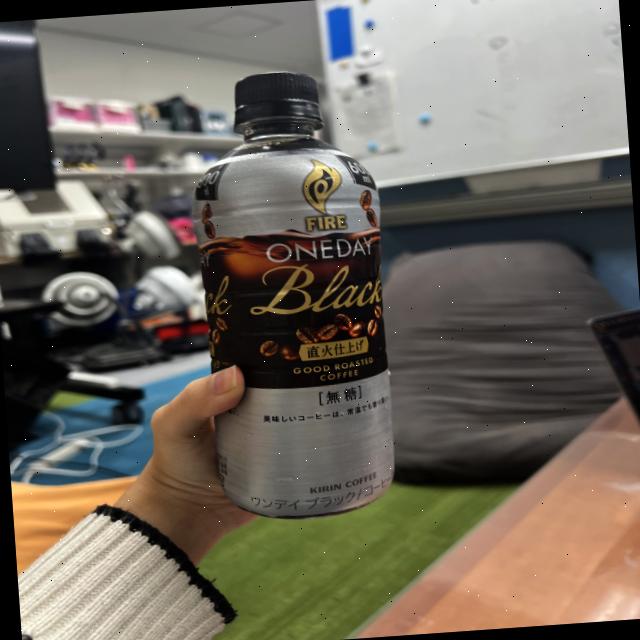 FIRE
ONEDAY
Black
直火仕上げ
GOOD ROASTED
COFFEE
[無糖]
美味しいコーヒーは、
KIRIN COFFEE
ワンデイ ブラック/コーヒ